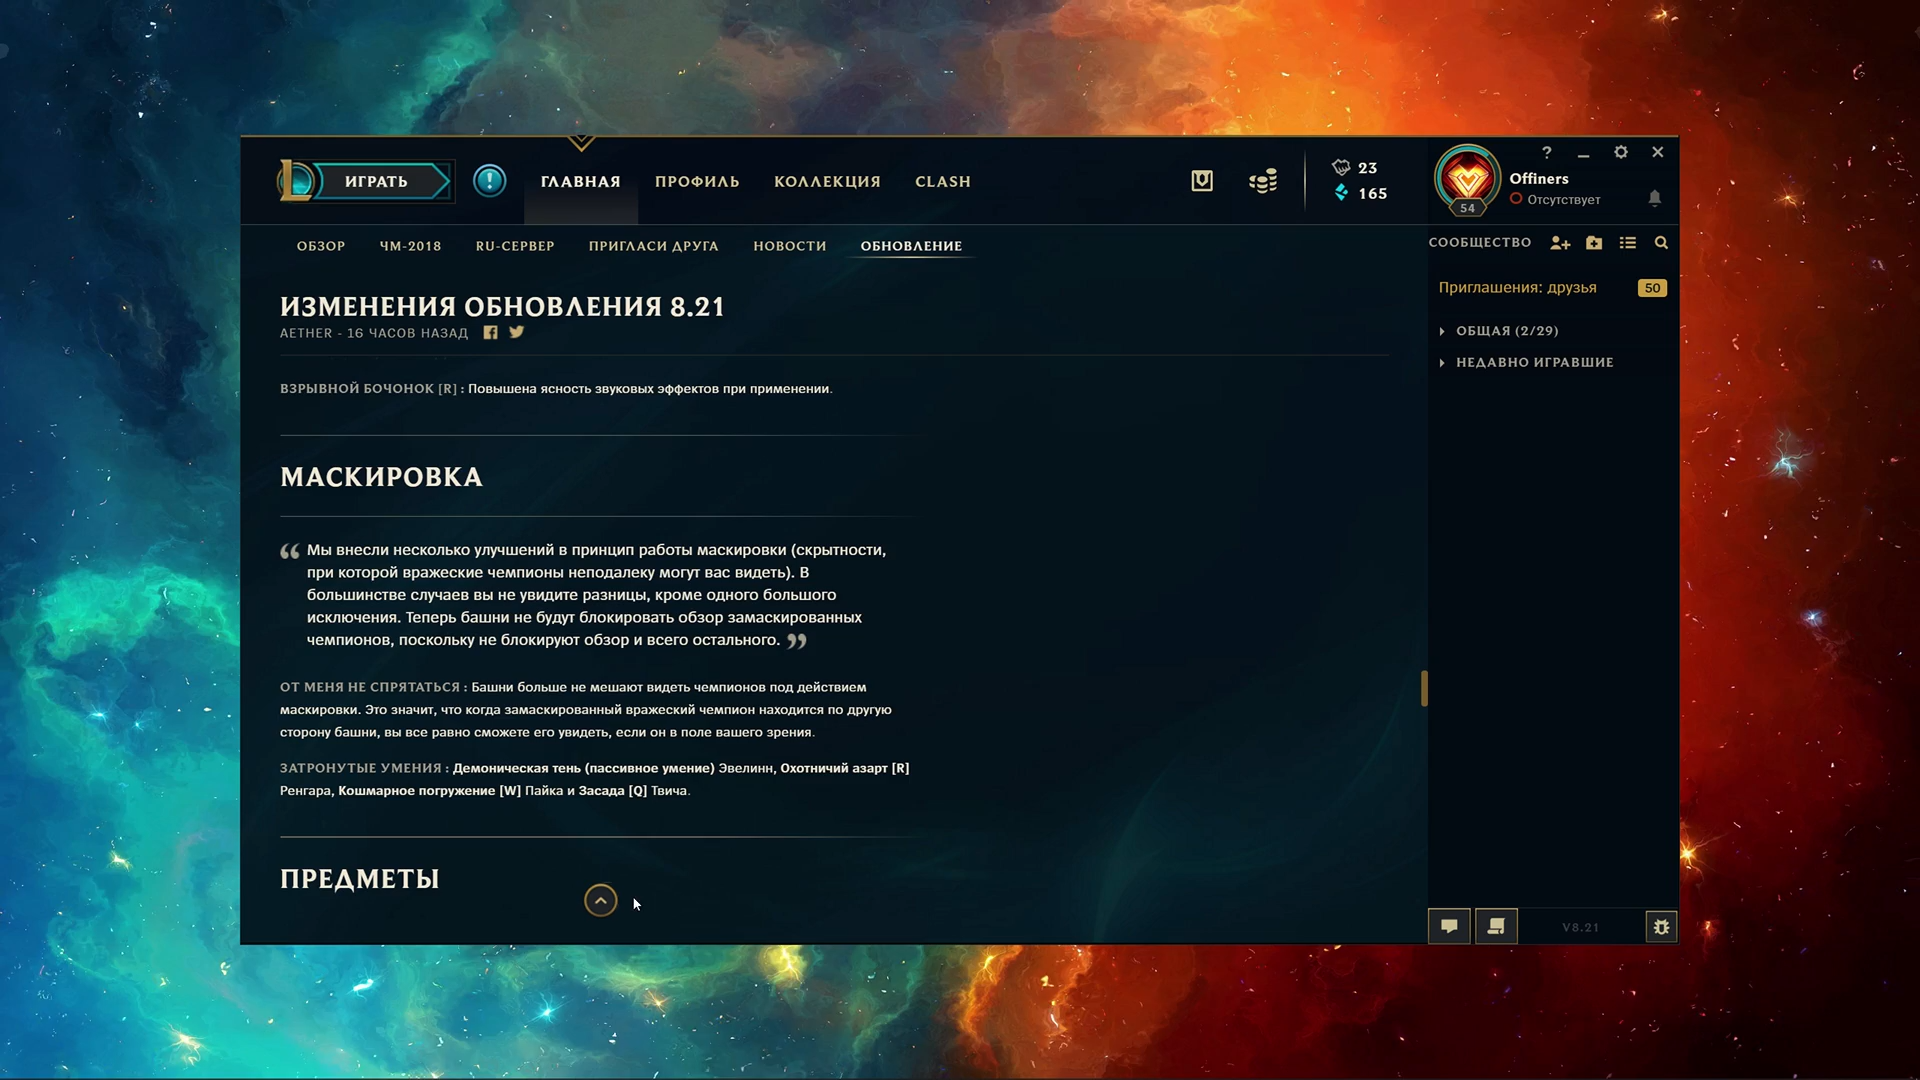 ИГРАТЬ
ГЛАВНАЯ
ПРОФИЛЬ
КОЛЛЕКЦИЯ
CLASH
23
165
54
Offiners
Отсутствует
ОБЗОР
ЧМ-2018
RU-СЕРВЕР
ПРИГЛАСИ ДРУГА
НОВОСТИ
ОБНОВЛЕНИЕ
ИЗМЕНЕНИЯ ОБНОВЛЕНИЯ 8.21
AETHER - 16 ЧАСОВ НАЗАД
ВЗРЫВНОЙ БОЧОНОК [R] : Повышена ясность звуковых эффектов при применении.
МАСКИРОВКА
“ Мы внесли несколько улучшений в принцип работы маскировки (скрытности,
при которой вражеские чемпионы неподалеку могут вас видеть). В
большинстве случаев вы не увидите разницы, кроме одного большого
исключения. Теперь башни не будут блокировать обзор замаскированных
чемпионов, поскольку не блокируют обзор и всего остального. ”
ОТ МЕНЯ НЕ СПРЯТАТЬСЯ : Башни больше не мешают видеть чемпионов под действием
маскировки. Это значит, что когда замаскированный вражеский чемпион находится по другую
сторону башни, вы все равно сможете его увидеть, если он в поле вашего зрения.
ЗАТРОНУТЫЕ УМЕНИЯ : Демоническая тень (пассивное умение) Эвелинн, Охотничий азарт [R]
Ренгара, Кошмарное погружение [W] Пайка и Засада [Q] Твича.
ПРЕДМЕТЫ
СООБЩЕСТВО
Приглашения: друзья
50
ОБЩАЯ (2/29)
НЕДАВНО ИГРАВШИЕ
V8.21